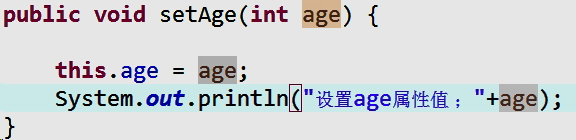 public void setAge(int age) {
this.age = age;
System.out.println("设置age属性值；"+age);
}